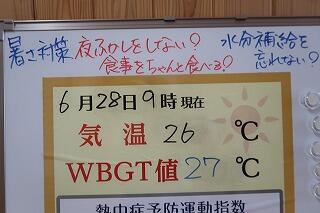 暑さ対策 夜ふかしをしない?
食事をちゃんと食べる?
水分補給を
忘れない?
6月28日9時現在
気温 26 ℃
WBGT値 27 ℃
熱中症予防運動指数